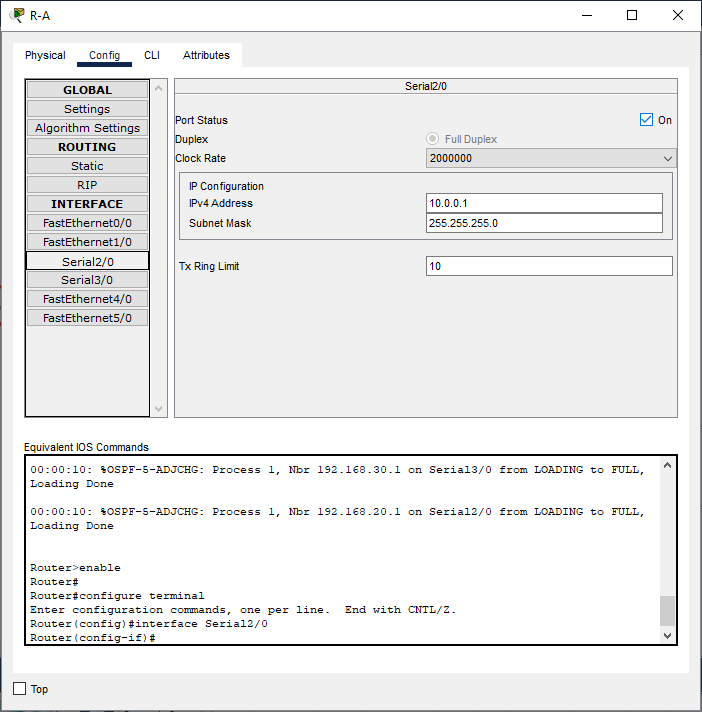 R-A
Physical
Config
CLI
Attributes
GLOBAL
Settings
Algorithm Settings
ROUTING
Static
RIP
INTERFACE
FastEthernet0/0
FastEthernet1/0
Serial2/0
Serial3/0
FastEthernet4/0
FastEthernet5/0
Serial2/0
Port Status
On
Duplex
Full Duplex
Clock Rate
2000000
IP Configuration
IPv4 Address
10.0.0.1
Subnet Mask
255.255.255.0
Tx Ring Limit
10
Equivalent IOS Commands
00:00:10: %OSPF-5-ADJCHG: Process 1, Nbr 192.168.30.1 on Serial3/0 from LOADING to FULL,
Loading Done
00:00:10: %OSPF-5-ADJCHG: Process 1, Nbr 192.168.20.1 on Serial2/0 from LOADING to FULL,
Loading Done
Router>enable
Router#
Router#configure terminal
Enter configuration commands, one per line.  End with CNTL/Z.
Router(config)#interface Serial2/0
Router(config-if)#
Top